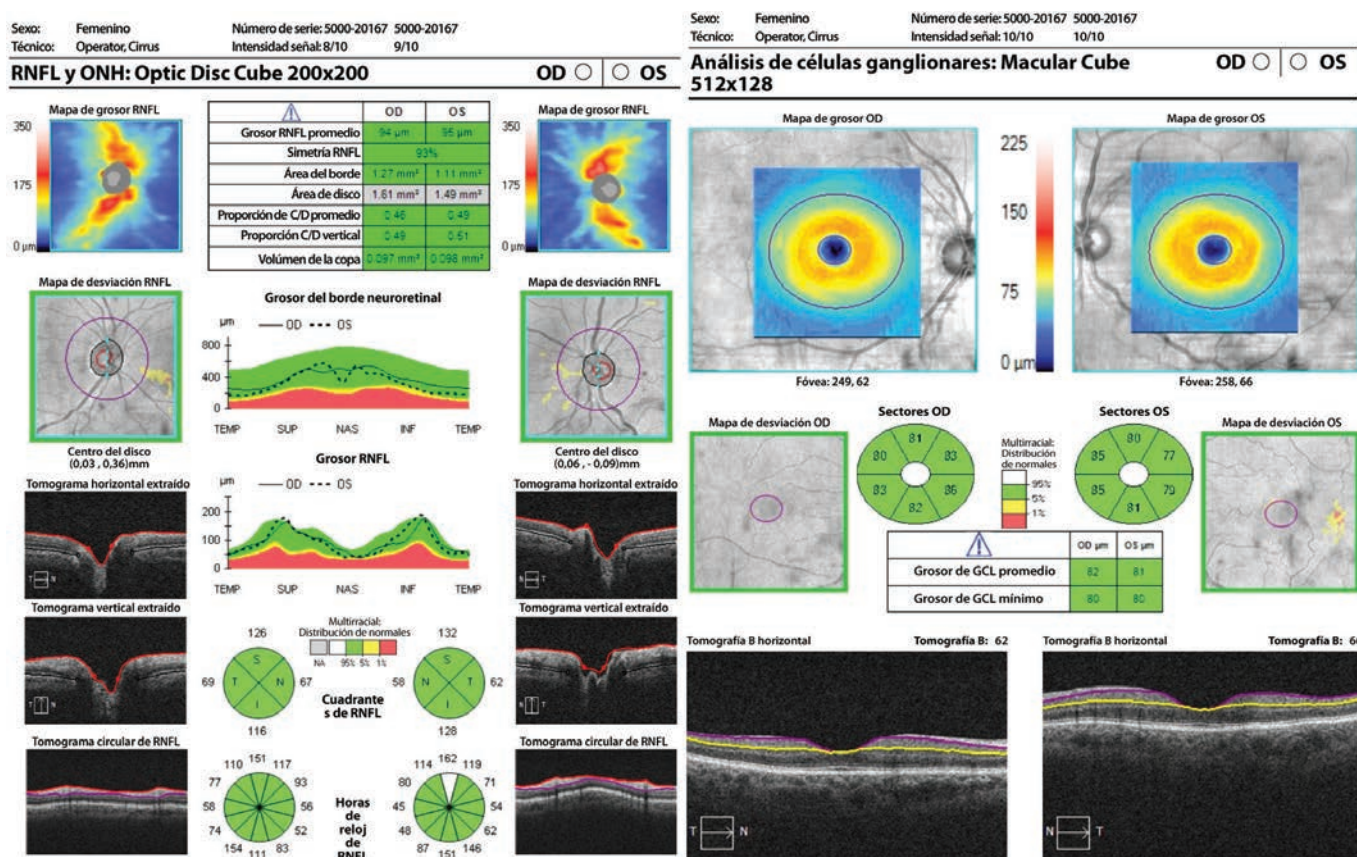 Sexo: Femenino Número de serie: 5000-20167 5000-20167
Técnico: Operator, Cirrus Intensidad señal: 8/10 9/10
RNFL y ONH: Optic Disc Cube 200x200 OD OS
Mapa de grosor RNFL
350
175
0 µm
OD OS
Grosor RNFL promedio 94 µm 95 µm
Simetría RNFL 93%
Área del borde 1.27 mm² 1.11 mm²
Área de disco 1.61 mm² 1.49 mm²
Proporción de C/D promedio 0.46 0.49
Proporción C/D vertical 0.49 0.51
Volúmen de la copa 0.097 mm³ 0.098 mm³
Mapa de grosor RNFL
350
175
0 µm
Mapa de desviación RNFL
Centro del disco
(0,03 , 0,36)mm
Grosor del borde neuroretinal
µm OD OS
800
400
0
TEMP SUP NAS INF TEMP
Mapa de desviación RNFL
Centro del disco
(0,06 , - 0,09)mm
Grosor RNFL
µm OD OS
200
100
0
TEMP SUP NAS INF TEMP
Tomograma horizontal extraído
T N
Tomograma horizontal extraído
T N
Tomograma vertical extraído
I
Tomograma vertical extraído
I
Multirracial:
Distribución de normales
NA 95% 5% 1%
126
S
69 T N 67
I
116
Cuadrante
s de RNFL
132
S
58 N T 62
I
128
Tomograma circular de RNFL
Tomograma circular de RNFL
110 151 117
77 93
58 56
74 52
154 111 83
Horas
de
reloj de
RNFL
114 162 119
80 71
45 54
48 62
87 151 146
Sexo: Femenino Número de serie: 5000-20167 5000-20167
Técnico: Operator, Cirrus Intensidad señal: 10/10 10/10
Análisis de células ganglionares: Macular Cube
512x128 OD OS
Mapa de grosor OD
Fóvea: 249, 62
225
150
75
0 µm
Mapa de grosor OS
Fóvea: 258, 66
Mapa de desviación OD
Sectores OD
81
80 83
83 86
82
Multirracial:
Distribución
de normales
95%
5%
1%
Sectores OS
80
85 77
85 79
81
Mapa de desviación OS
OD µm OS µm
Grosor de GCL promedio 82 81
Grosor de GCL mínimo 80 80
Tomografía B horizontal Tomografía B: 62
T N
Tomografía B horizontal Tomografía B:
N T